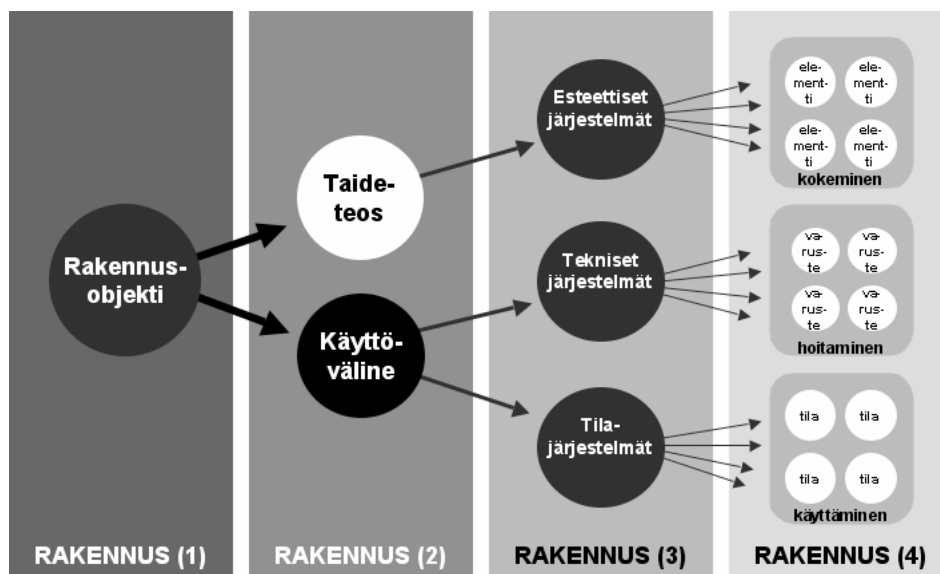 Rakennus-
objekti
RAKENNUS (1)
Taide-
teos
Käyttö-
väline
RAKENNUS (2)
Esteettiset
järjestelmät
Tekniset
järjestelmät
Tila-
järjestelmät
RAKENNUS (3)
ele-
ment-
ti
ele-
ment-
ti
ele-
ment-
ti
ele-
ment-
ti
kokeminen
va-
rus-
te
va-
rus-
te
va-
rus-
te
va-
rus-
te
hoitaminen
tila
tila
tila
tila
käyttäminen
RAKENNUS (4)